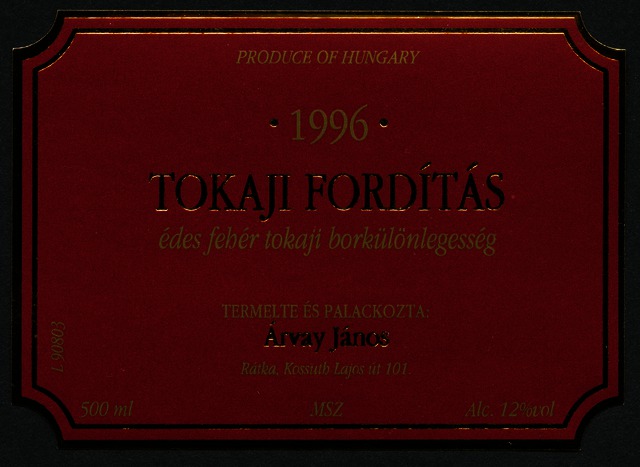 PRODUCE OF HUNGARY
· 1996 ·
TOKAJI FORDÍTÁS
édes fehér tokaji borkülönlegesség
TERMELTE ÉS PALACKOZTA:
Árvay János
Rátka, Kossuth Lajos út 101.
L 90803
500 ml MSZ Alc. 12%vol